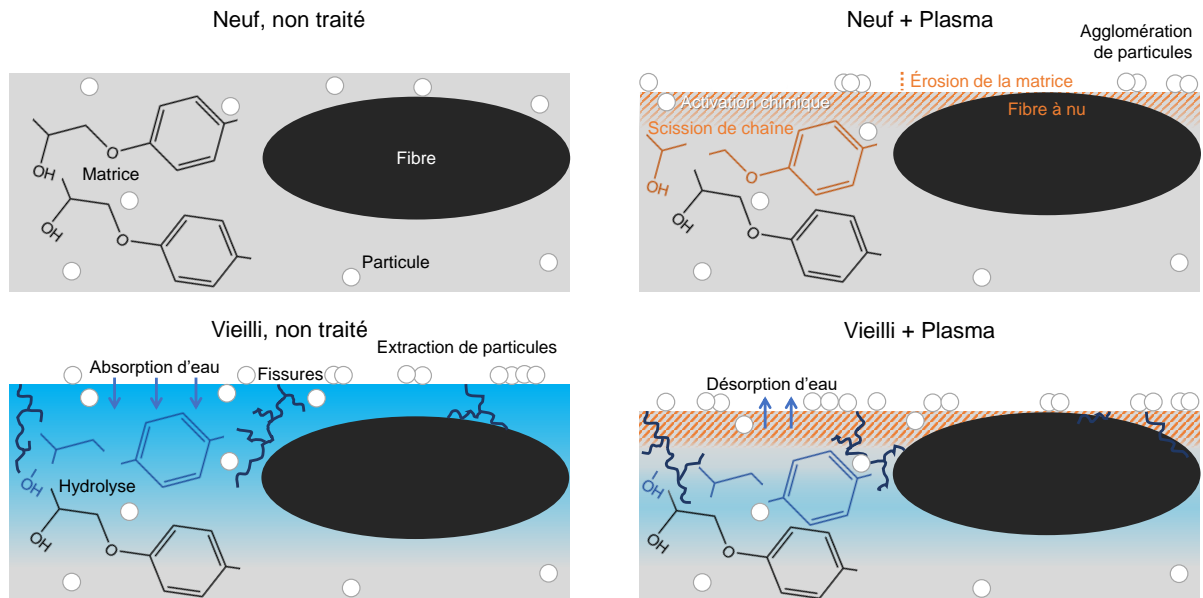 Neuf, non traité
OH
Matrice
O
OH
O
Fibre
Particule
Neuf + Plasma
Agglomération
de particules
Érosion de la matrice
Activation chimique
Fibre à nu
Scission de chaîne
OH
O
OH
O
Vieilli, non traité
Extraction de particules
Absorption d'eau
Fissures
OH
Hydrolyse
OH
O
Vieilli + Plasma
Désorption d'eau
OH
OH
O